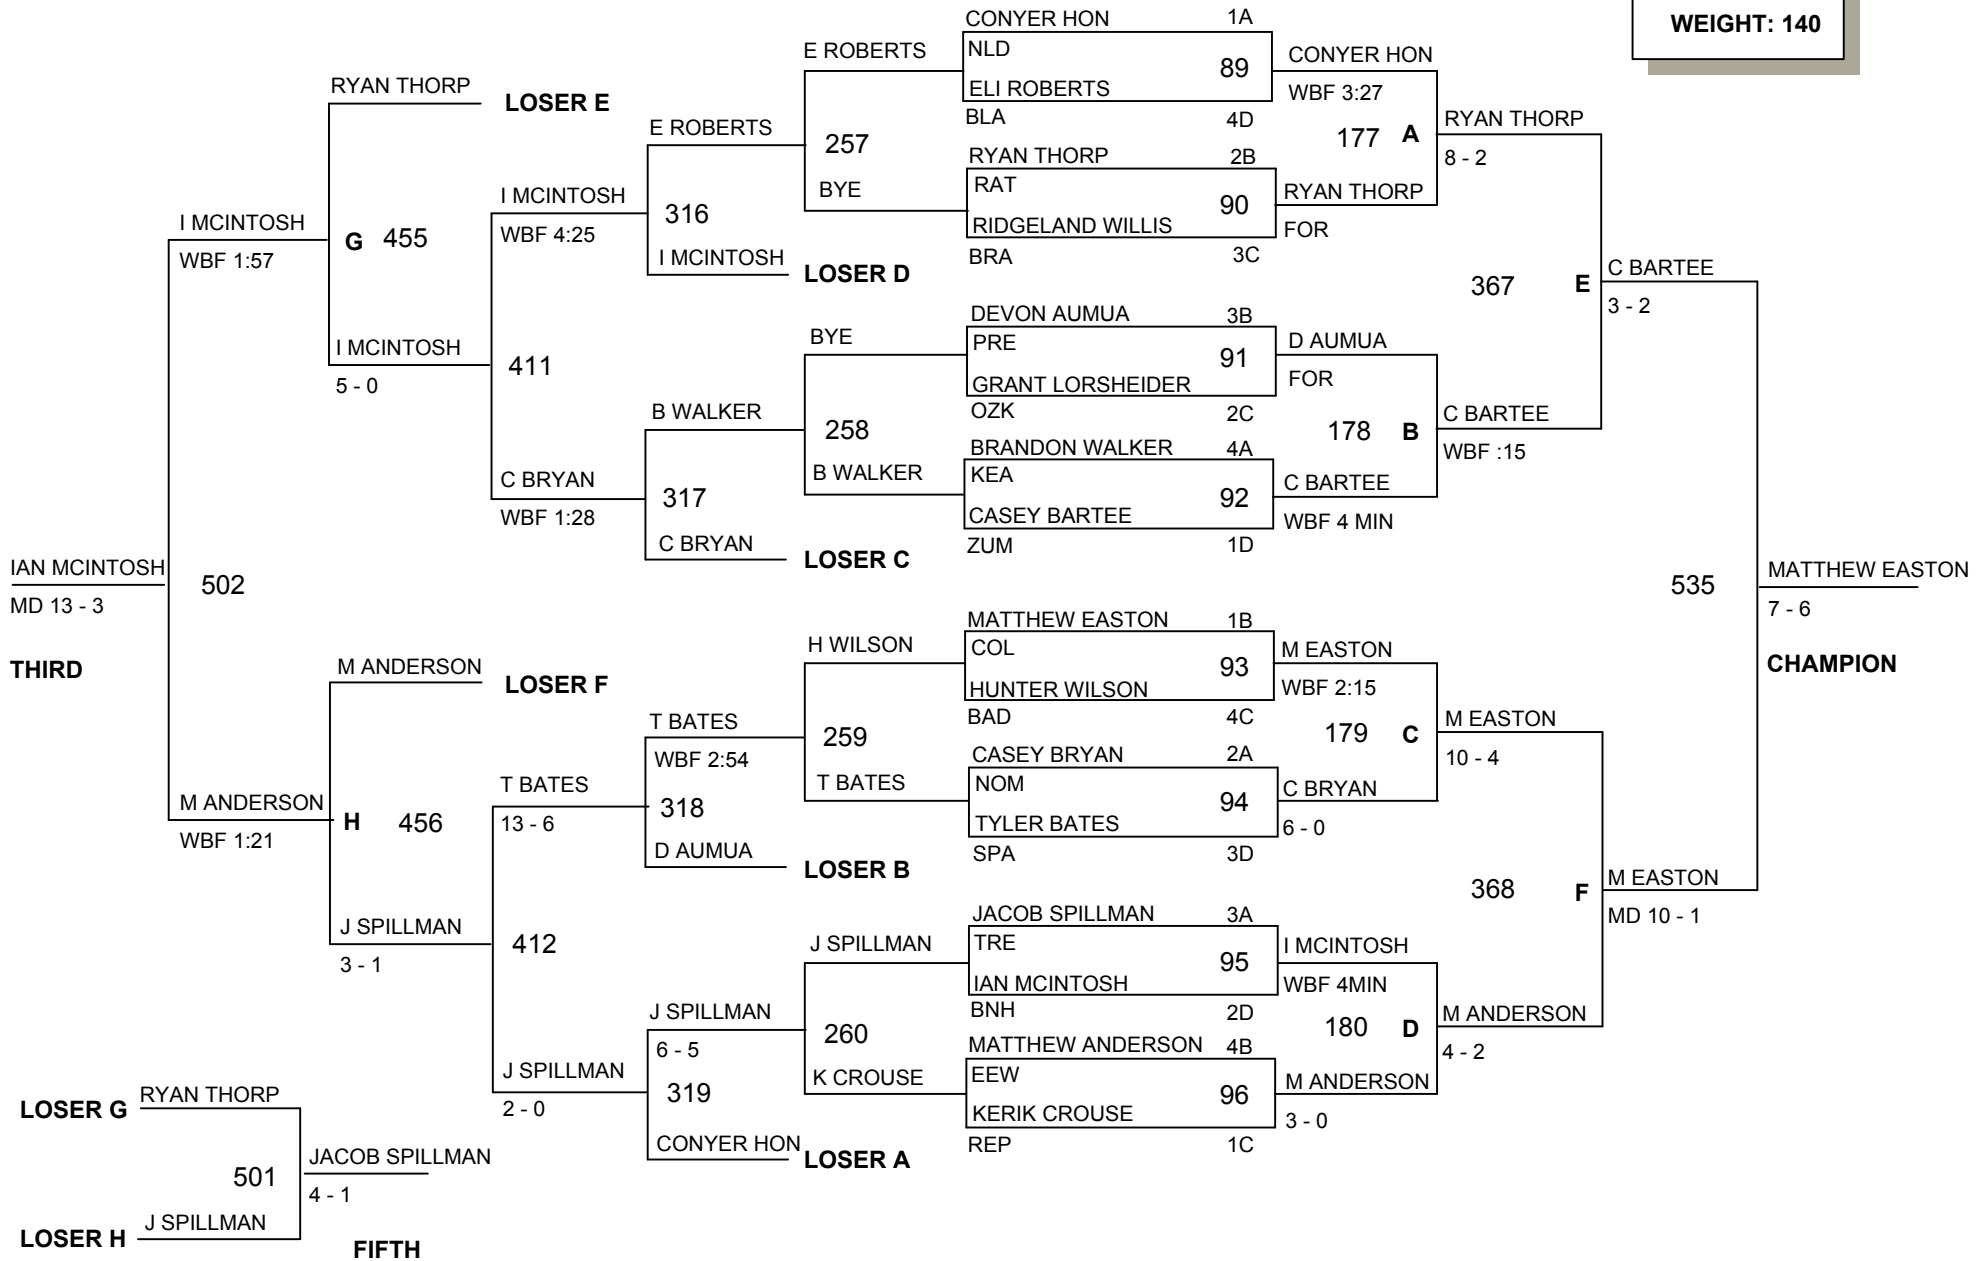 WEIGHT: 140
CONYER HON 1A
NLD
89
ELI ROBERTS
BLA 4D
RYAN THORP 2B
RAT
90
RIDGELAND WILLIS
BRA 3C
DEVON AUMUA 3B
PRE
91
GRANT LORSHEIDER
OZK 2C
BRANDON WALKER 4A
KEA
92
CASEY BARTEE
ZUM 1D
MATTHEW EASTON 1B
COL
93
HUNTER WILSON
BAD 4C
CASEY BRYAN 2A
NOM
94
TYLER BATES
SPA 3D
JACOB SPILLMAN 3A
TRE
95
IAN MCINTOSH
BNH 2D
MATTHEW ANDERSON 4B
EEW
96
KERIK CROUSE
REP 1C
CONYER HON
WBF 3:27
177 A
RYAN THORP
FOR
D AUMUA
FOR
178 B
C BARTEE
WBF 4 MIN
M EASTON
WBF 2:15
179 C
C BRYAN
6 - 0
I MCINTOSH
WBF 4MIN
180 D
M ANDERSON
3 - 0
RYAN THORP
8 - 2
367 E
C BARTEE
WBF :15
M EASTON
10 - 4
368 F
M ANDERSON
4 - 2
C BARTEE
3 - 2
535
M EASTON
MD 10 - 1
MATTHEW EASTON
7 - 6
CHAMPION
E ROBERTS
257
BYE
BYE
258
B WALKER
H WILSON
259
T BATES
J SPILLMAN
260
K CROUSE
E ROBERTS
316
I MCINTOSH
LOSER D
B WALKER
317
C BRYAN
LOSER C
T BATES
WBF 2:54
318
D AUMUA
LOSER B
J SPILLMAN
6 - 5
319
CONYER HON
LOSER A
I MCINTOSH
WBF 4:25
411
C BRYAN
WBF 1:28
T BATES
13 - 6
412
J SPILLMAN
2 - 0
RYAN THORP
LOSER E
G 455
I MCINTOSH
5 - 0
M ANDERSON
LOSER F
H 456
J SPILLMAN
3 - 1
I MCINTOSH
WBF 1:57
502
M ANDERSON
WBF 1:21
IAN MCINTOSH
MD 13 - 3
THIRD
LOSER G RYAN THORP
501
LOSER H J SPILLMAN
JACOB SPILLMAN
4 - 1
FIFTH